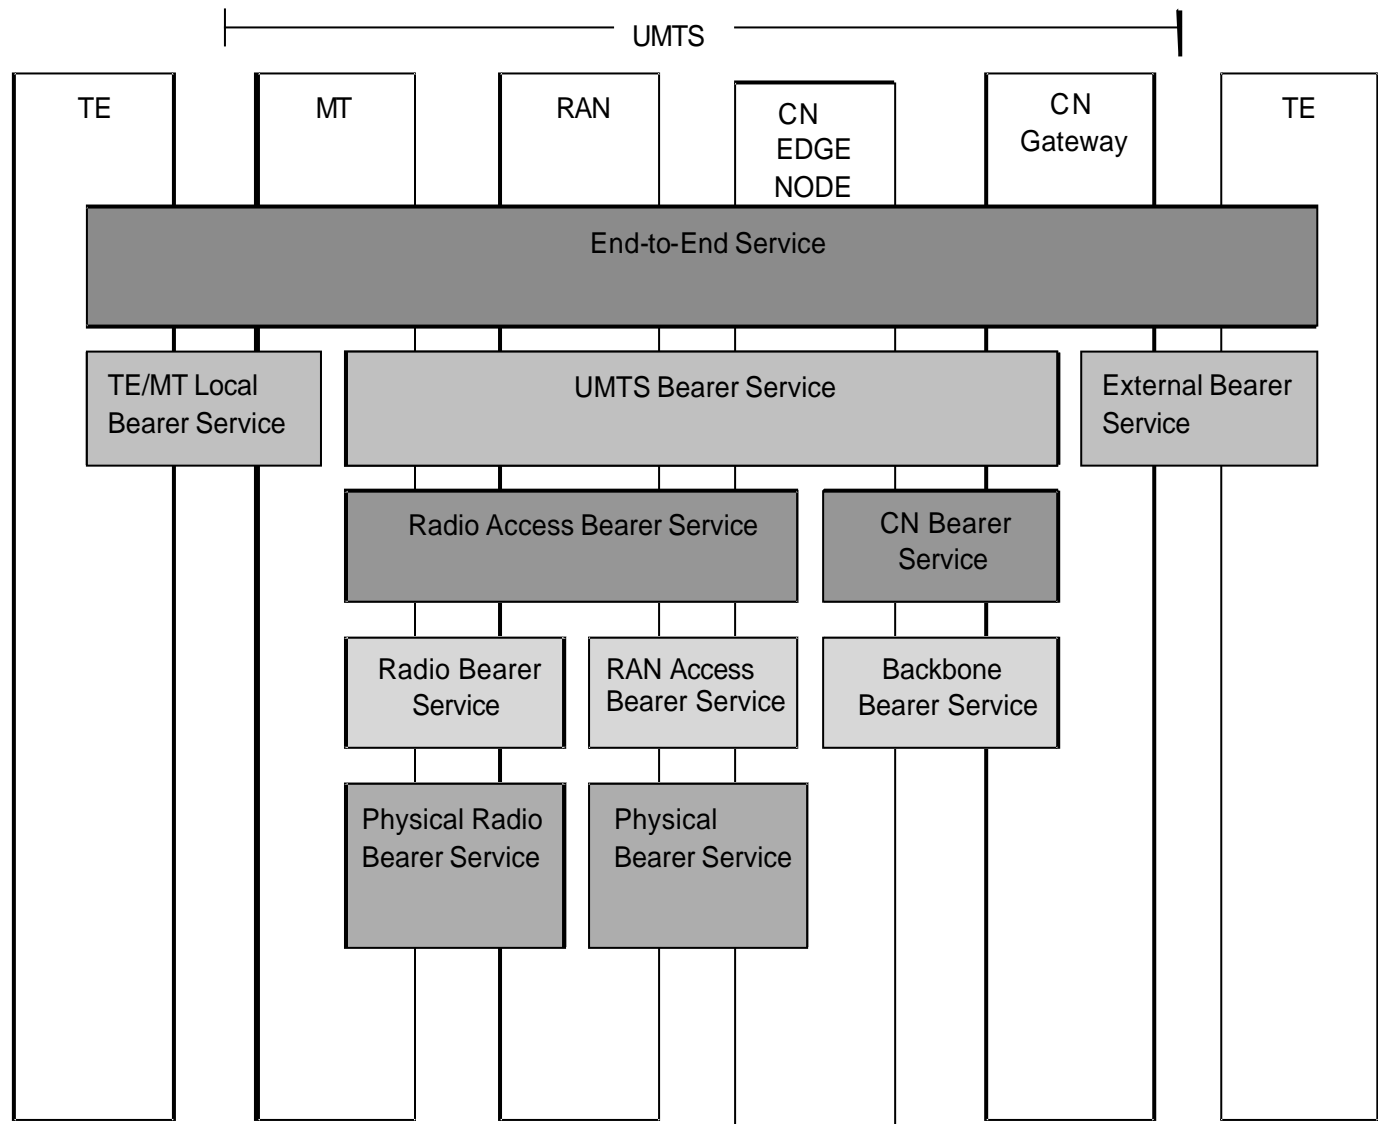 UMTS
TE
MT
RAN
CN
EDGE
NODE
CN
Gateway
TE
End-to-End Service
TE/MT Local
Bearer Service
UMTS Bearer Service
External Bearer
Service
Radio Access Bearer Service
CN Bearer
Service
Radio Bearer
Service
RAN Access
Bearer Service
Backbone
Bearer Service
Physical Radio
Bearer Service
Physical
Bearer Service